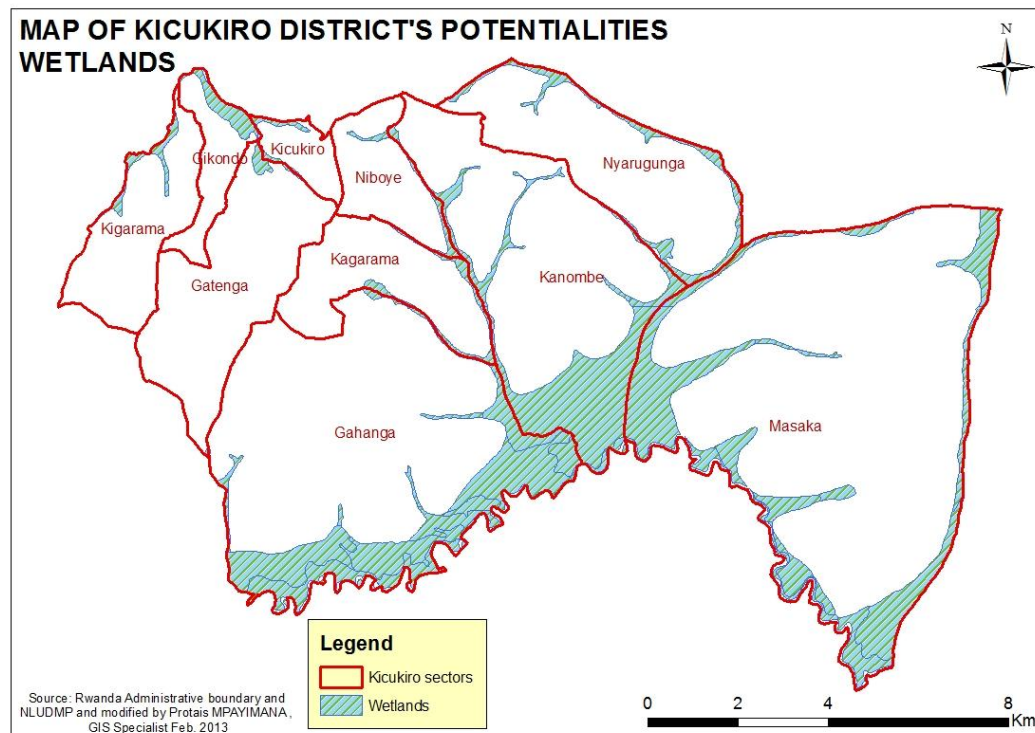 MAP OF KICUKIRO DISTRICT'S POTENTIALITIES
WETLANDS
N
Gikondo
Kicukiro
Niboye
Nyarugunga
Kigarama
Kagarama
Gatenga
Kanombe
Gahanga
Masaka
Legend
Kicukiro sectors
Wetlands
Source: Rwanda Administrative boundary and
NLUDMP and modified by Protais MPAYIMANA ,
GIS Specialist Feb. 2013
0 2 4 8
Km